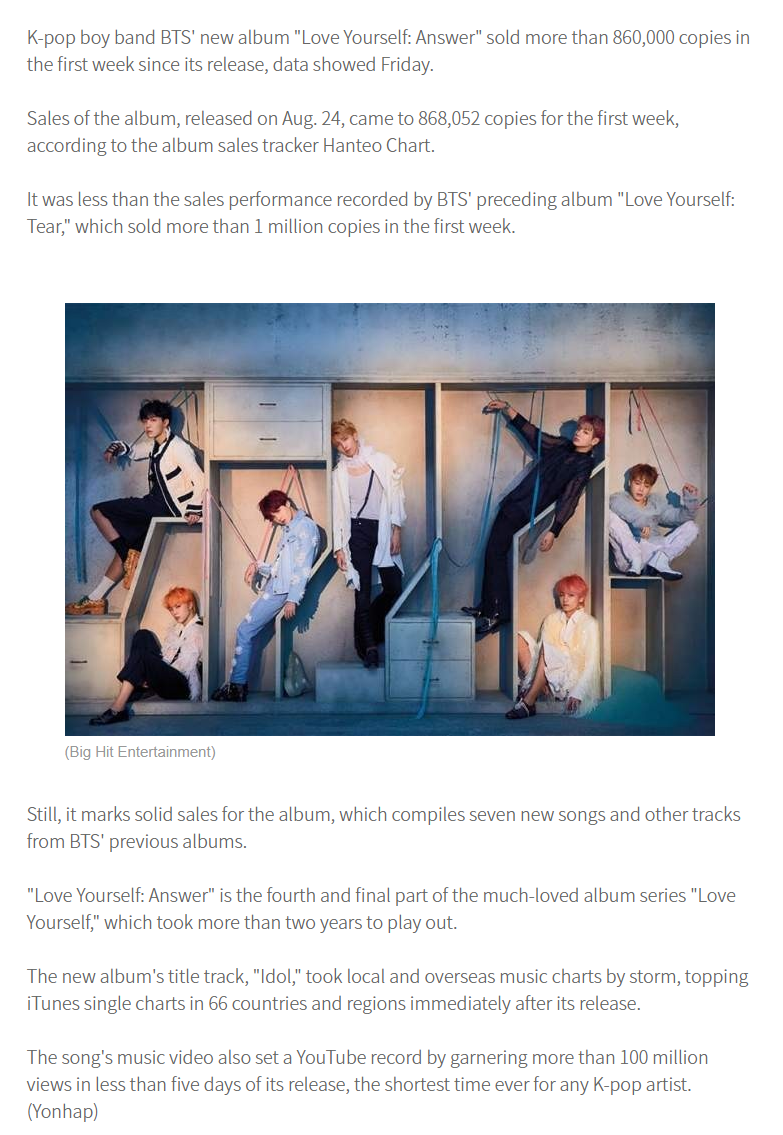 K-pop boy band BTS' new album "Love Yourself: Answer" sold more than 860,000 copies in
the first week since its release, data showed Friday.
Sales of the album, released on Aug. 24, came to 868,052 copies for the first week,
according to the album sales tracker Hanteo Chart.
It was less than the sales performance recorded by BTS' preceding album "Love Yourself:
Tear," which sold more than 1 million copies in the first week.
(Big Hit Entertainment)
Still, it marks solid sales for the album, which compiles seven new songs and other tracks
from BTS' previous albums.
"Love Yourself: Answer" is the fourth and final part of the much-loved album series "Love
Yourself," which took more than two years to play out.
The new album's title track, "Idol," took local and overseas music charts by storm, topping
iTunes single charts in 66 countries and regions immediately after its release.
The song's music video also set a YouTube record by garnering more than 100 million
views in less than five days of its release, the shortest time ever for any K-pop artist.
(Yonhap)